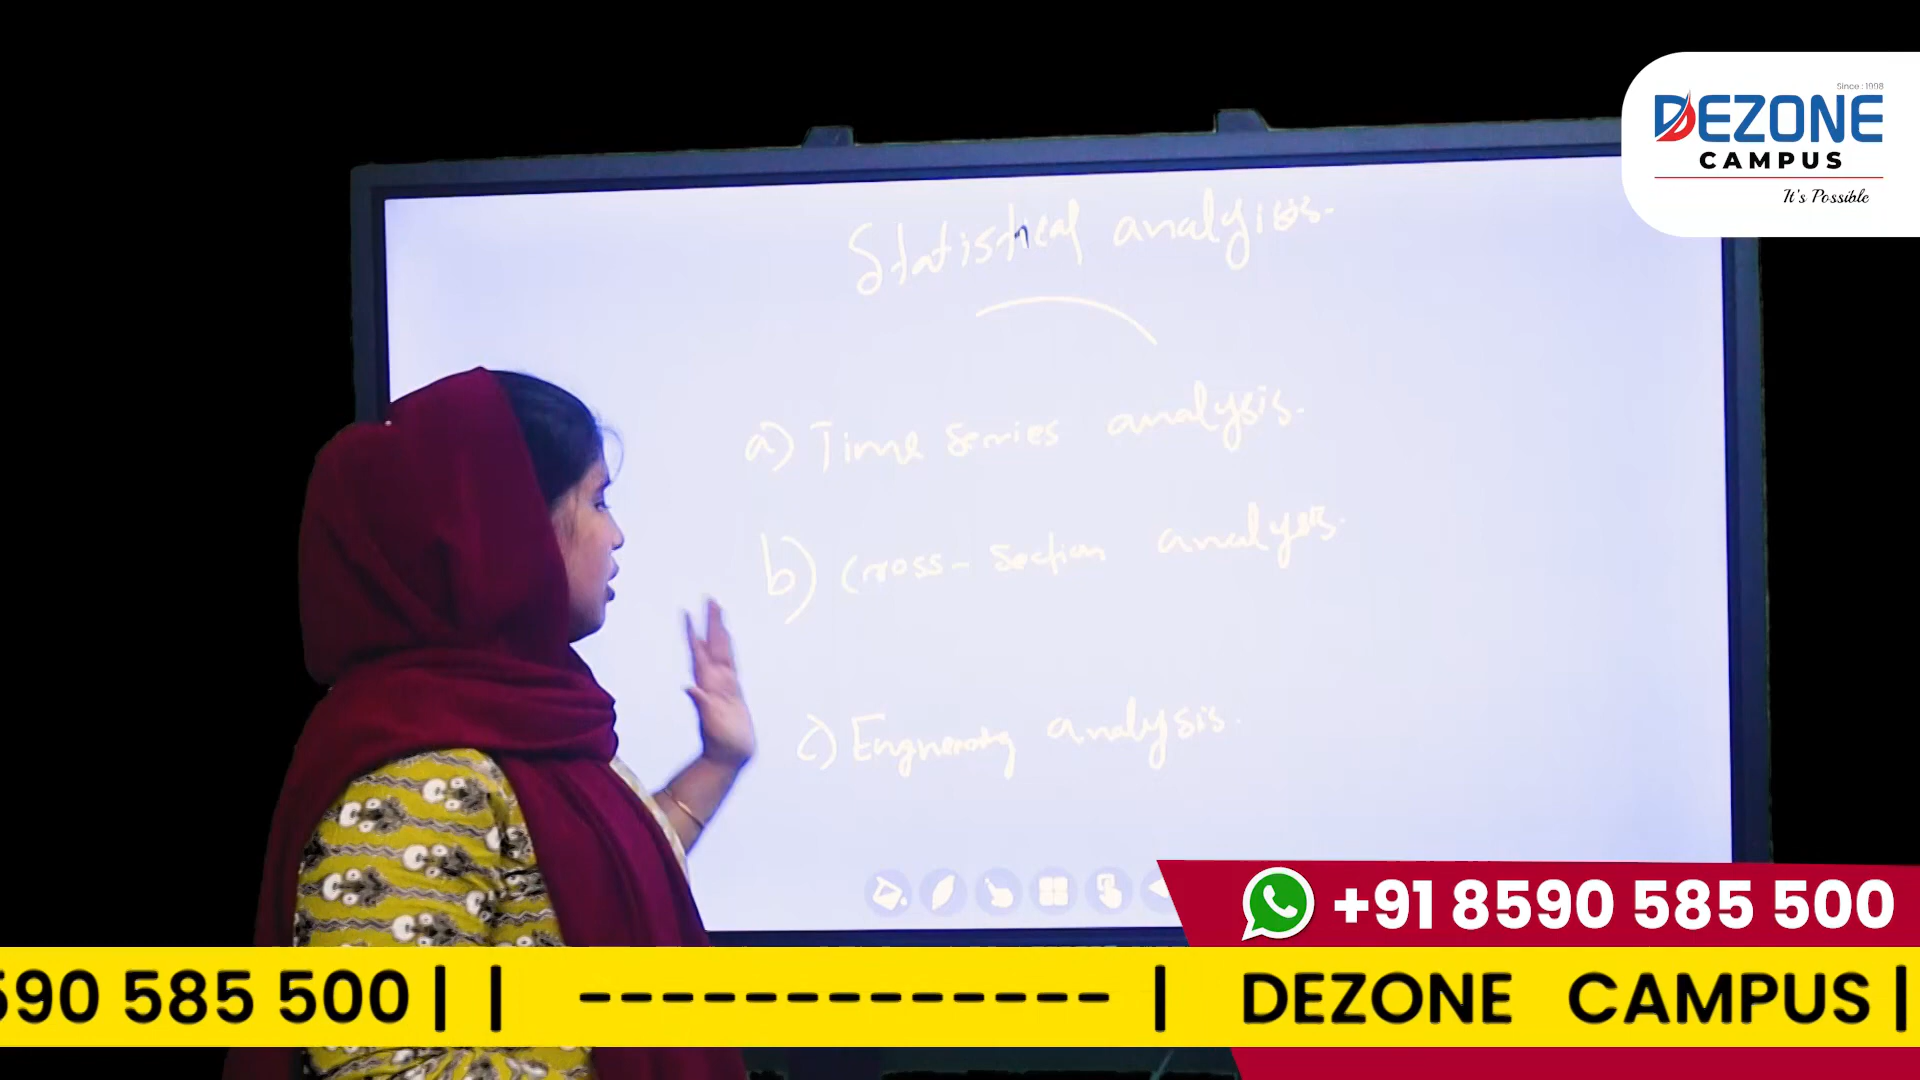 Since : 1998
DEZONE
CAMPUS
It's Possible
Statistical analysis.
a) Time series analysis.
b) Cross-section analysis.
c) Engineering analysis.
+91 8590 585 500
590 585 500 | | ------------- | DEZONE CAMPUS |